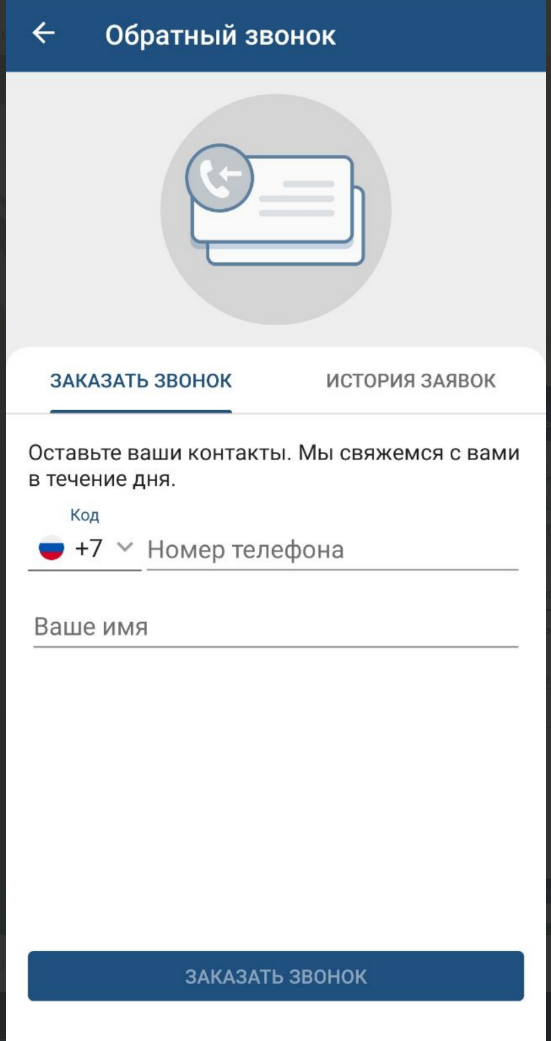 Обратный звонок
ЗАКАЗАТЬ ЗВОНОК
ИСТОРИЯ ЗАЯВОК
Оставьте ваши контакты. Мы свяжемся с вами
в течение дня.
Код
+7
Номер телефона
Ваше имя
ЗАКАЗАТЬ ЗВОНОК